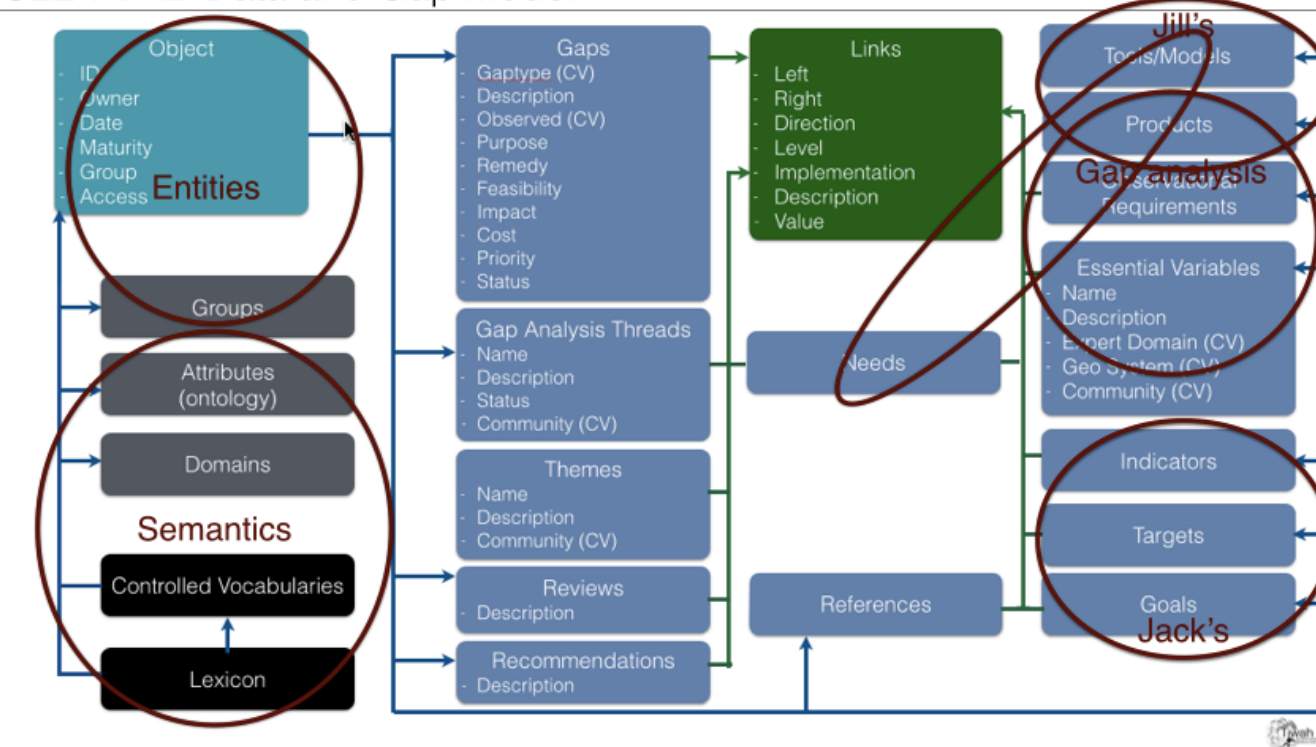 Object
- ID
- Owner
- Date
- Maturity
- Group
- Access
Entities
Groups
Attributes
(ontology)
Domains
Semantics
Controlled Vocabularies
Lexicon
Gaps
- Gaptype (CV)
- Description
- Observed (CV)
- Purpose
- Remedy
- Feasibility
- Impact
- Cost
- Priority
- Status
Gap Analysis Threads
- Name
- Description
- Status
- Community (CV)
Themes
- Name
- Description
- Community (CV)
Reviews
- Description
Recommendations
- Description
Links
- Left
- Right
- Direction
- Level
- Implementation
- Description
- Value
Needs
References
Jill's
Tools/Models
Products
Gap analysis
Observational
Requirements
Essential Variables
- Name
- Description
- Expert Domain (CV)
- Geo System (CV)
- Community (CV)
Indicators
Targets
Goals
Jack's